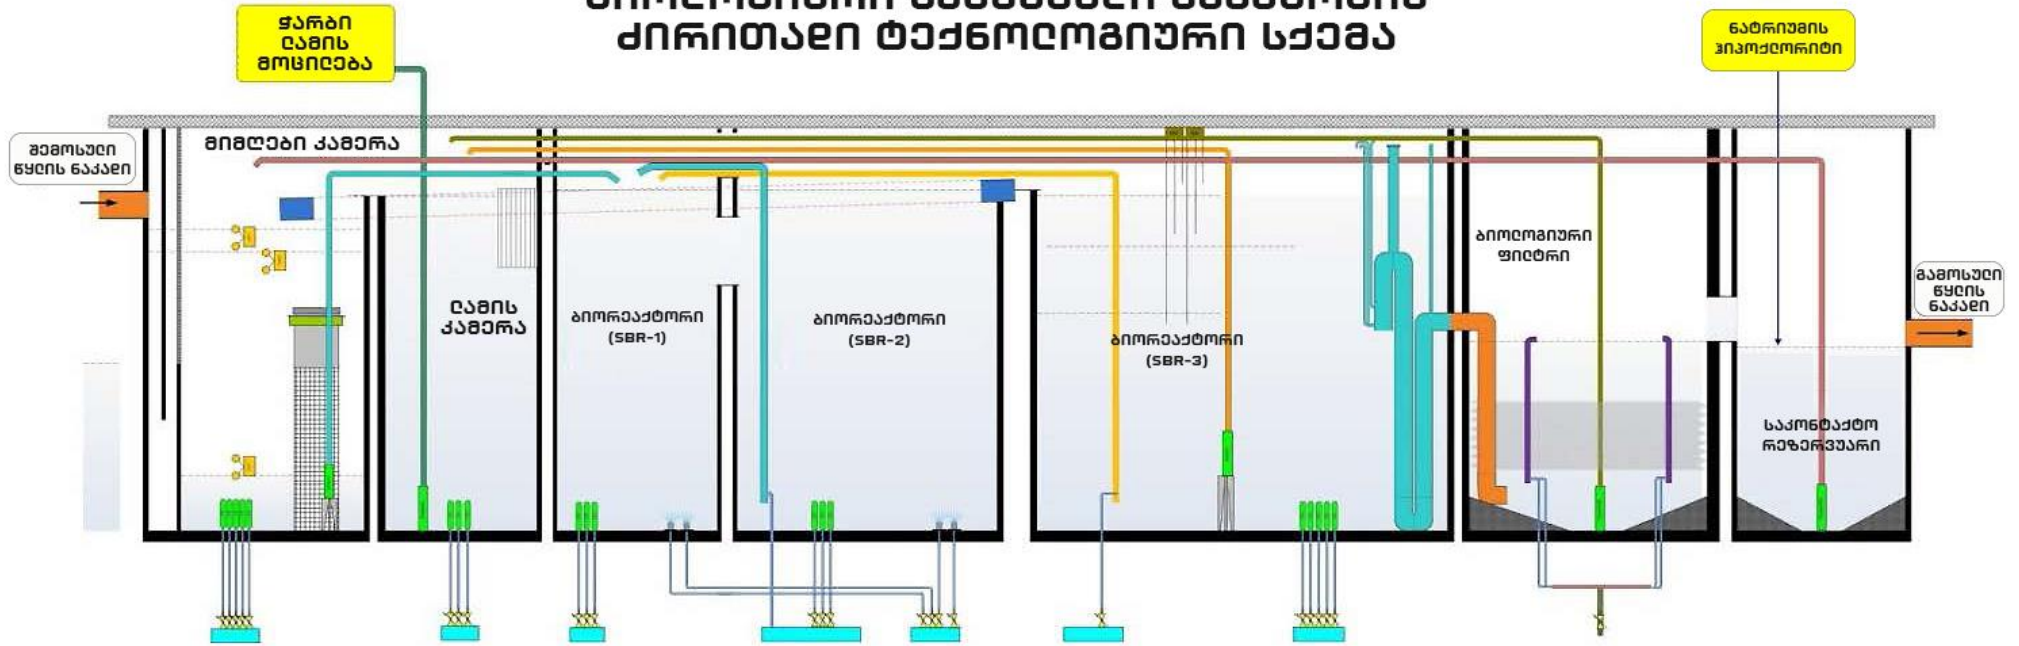 ძირითადი ტექნოლოგიური სქემა
ჭარბი
ლამის
მოცილება
ნატრიუმის
ჰიპოქლორიტი
შემოსული
წყლის ნაკადი
მიმღები კამერა
ბიოლოგიური
ფილტრი
გამოსული
წყლის
ნაკადი
ლამის
კამერა
ბიორეაქტორი
(SBR-1)
ბიორეაქტორი
(SBR-2)
ბიორეაქტორი
(SBR-3)
საკონტაქტო
რეზერვუარი